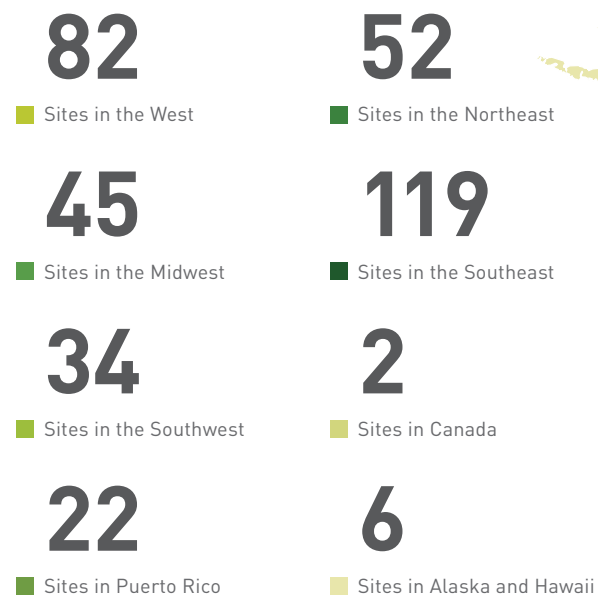 82
Sites in the West
52
Sites in the Northeast
45
Sites in the Midwest
119
Sites in the Southeast
34
Sites in the Southwest
2
Sites in Canada
22
Sites in Puerto Rico
6
Sites in Alaska and Hawaii